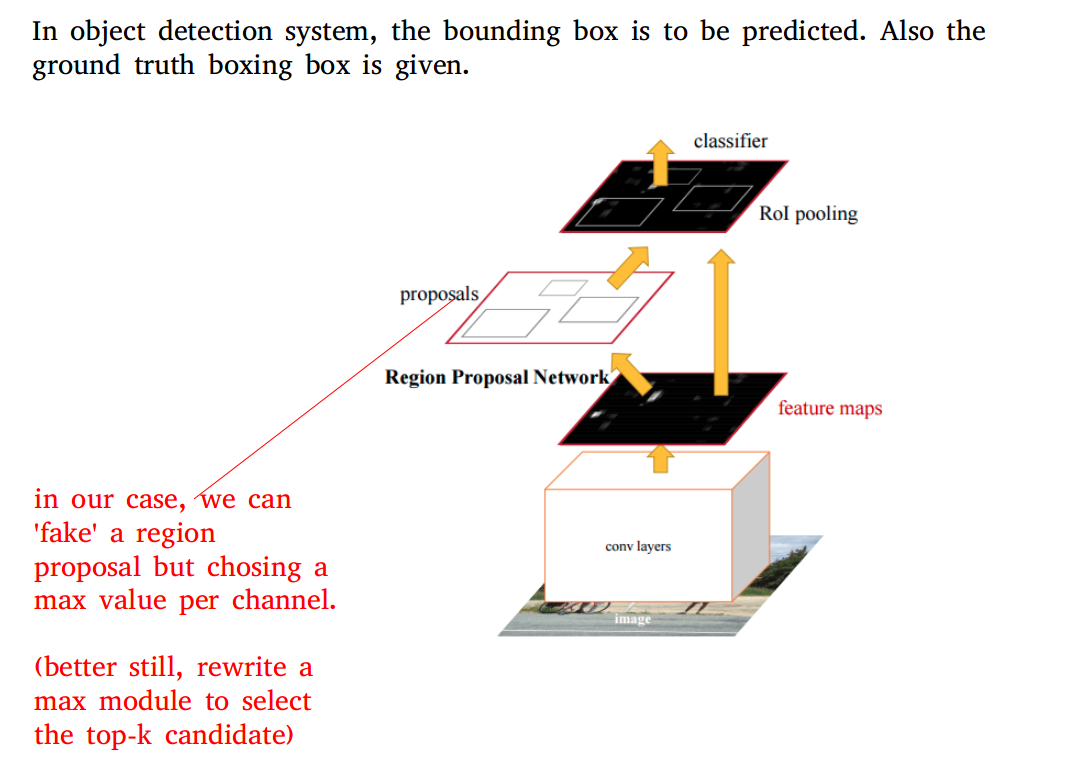 In object detection system, the bounding box is to be predicted. Also the
ground truth boxing box is given.
classifier
RoI pooling
proposals
Region Proposal Network
feature maps
conv layers
image
in our case, we can
'fake' a region
proposal but chosing a
max value per channel.
(better still, rewrite a
max module to select
the top-k candidate)